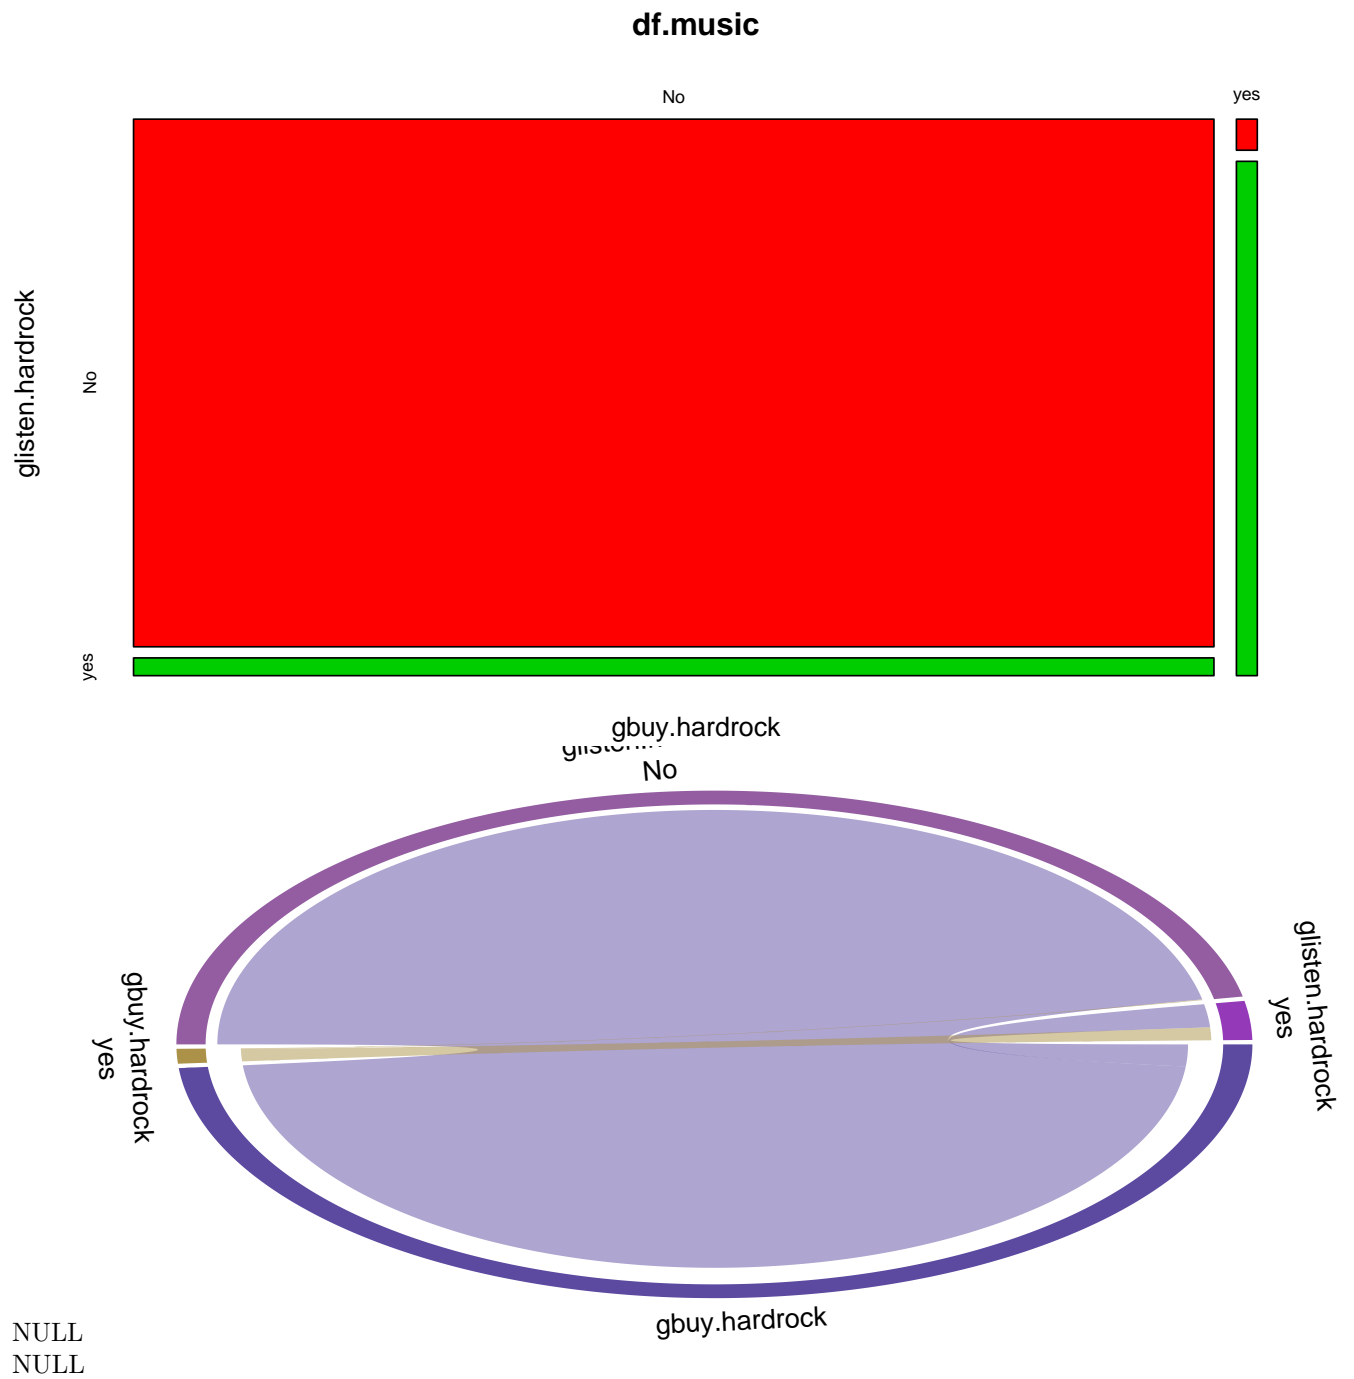 df.music
No
yes
glisten.hardrock
No
yes
gbuy.hardrock
No
glisten.hardrock
yes
gbuy.hardrock
yes
gbuy.hardrock
NULL
NULL